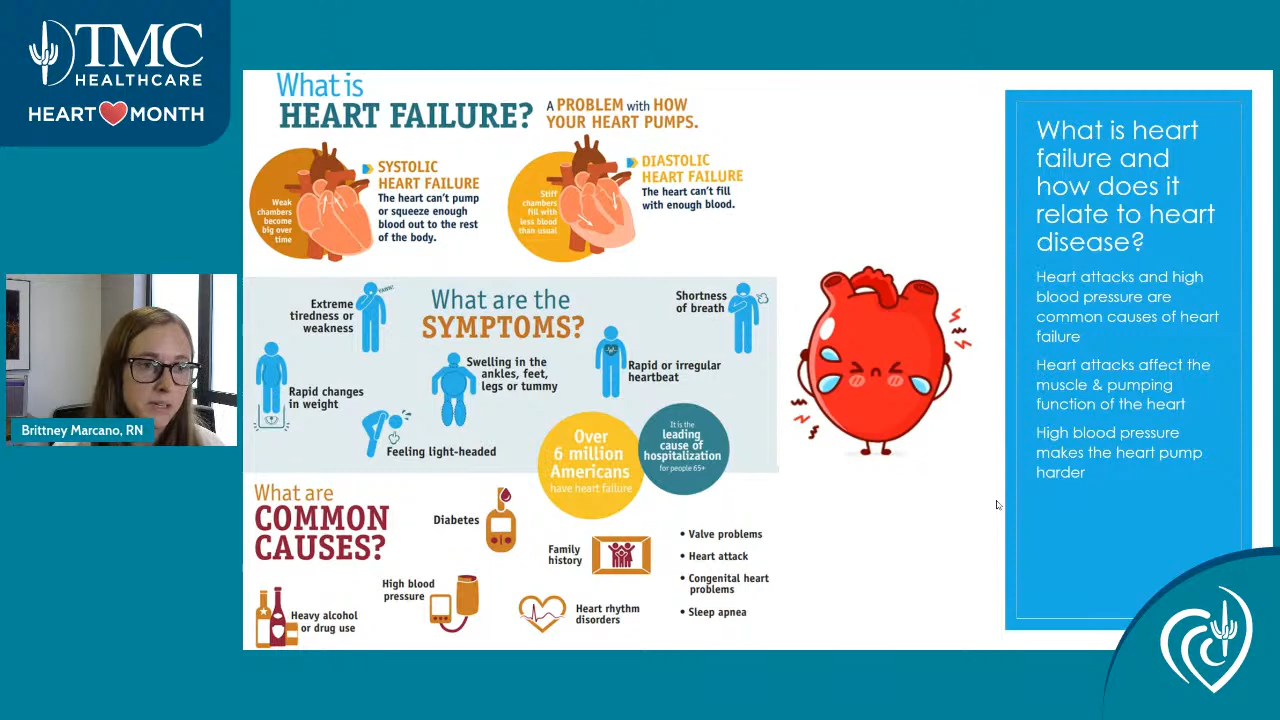 TMC
HEALTHCARE
HEART MONTH
What is
HEART FAILURE?
A PROBLEM with HOW
YOUR HEART PUMPS.
Weak
chambers
become
big over
time
SYSTOLIC
HEART FAILURE
The heart can't pump
or squeeze enough
blood out to the rest
of the body.
Stiff
chambers
fill with
less blood
than usual
DIASTOLIC
HEART FAILURE
The heart can't fill
with enough blood.
What are the
SYMPTOMS?
Extreme
tiredness or
weakness
YAWN!
Shortness
of breath
Rapid changes
in weight
Swelling in the
ankles, feet,
legs or tummy
Rapid or irregular
heartbeat
Feeling light-headed
Over
6 million
Americans
have heart failure
It is the
leading
cause of
hospitalization
for people 65+
What are
COMMON
CAUSES?
Diabetes
Family
history
High blood
pressure
Heavy alcohol
or drug use
Heart rhythm
disorders
• Valve problems
• Heart attack
• Congenital heart
problems
• Sleep apnea
What is heart
failure and
how does it
relate to heart
disease?
Heart attacks and high
blood pressure are
common causes of heart
failure
Heart attacks affect the
muscle & pumping
function of the heart
High blood pressure
makes the heart pump
harder
Brittney Marcano, RN